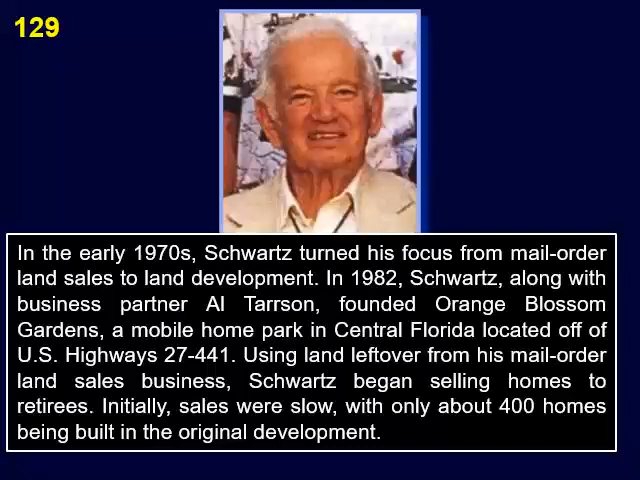 129
In the early 1970s, Schwartz turned his focus from mail-order
land sales to land development. In 1982, Schwartz, along with
business partner Al Tarrson, founded Orange Blossom
Gardens, a mobile home park in Central Florida located off of
U.S. Highways 27-441. Using land leftover from his mail-order
land sales business, Schwartz began selling homes to
retirees. Initially, sales were slow, with only about 400 homes
being built in the original development.